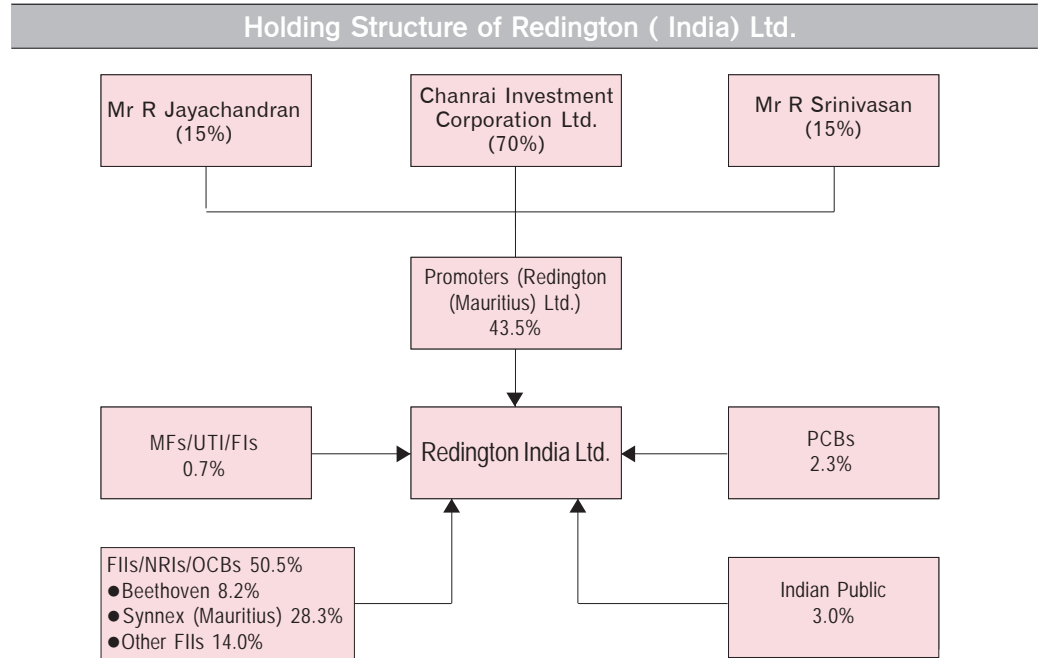 Holding Structure of Redington ( India) Ltd.
Mr R Jayachandran
(15%)
Chanrai Investment
Corporation Ltd.
(70%)
Mr R Srinivasan
(15%)
Promoters (Redington
(Mauritius) Ltd.)
43.5%
MFs/UTI/FIs
0.7%
Redington India Ltd.
PCBs
2.3%
FIIs/NRIs/OCBs 50.5%
●Beethoven 8.2%
●Synnex (Mauritius) 28.3%
●Other FIIs 14.0%
Indian Public
3.0%